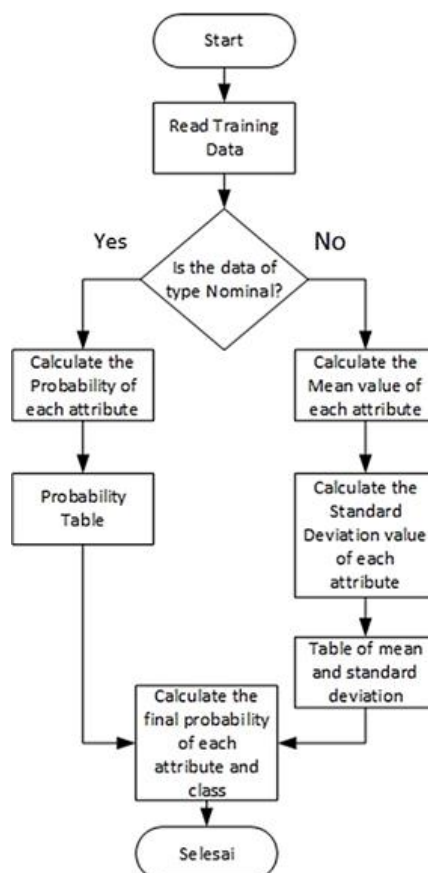 Start
Read Training
Data
Yes
No
Is the data of
type Nominal?
Calculate the
Probability of
each attribute
Probability
Table
Calculate the
Mean value of
each attribute
Calculate the
Standard
Deviation value
of each
attribute
Table of mean
and standard
deviation
Calculate the
final probability
of each
attribute and
class
Selesai